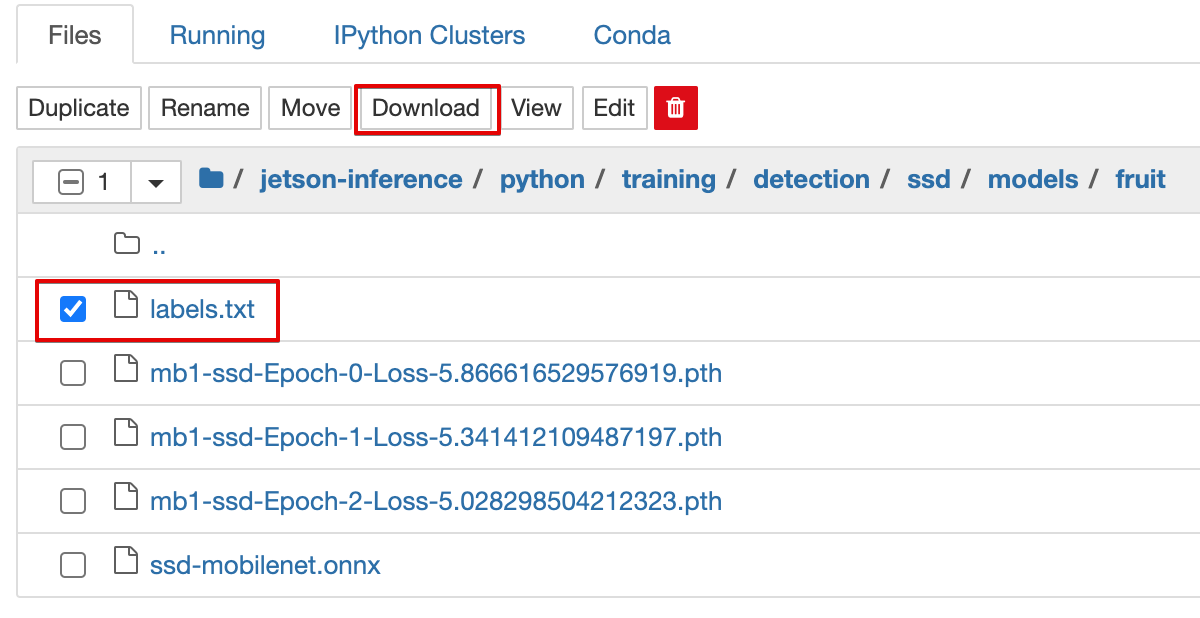 Files Running IPython Clusters Conda
Duplicate Rename Move Download View Edit
1 / jetson-inference / python / training / detection / ssd / models / fruit
..
labels.txt
mb1-ssd-Epoch-0-Loss-5.866616529576919.pth
mb1-ssd-Epoch-1-Loss-5.341412109487197.pth
mb1-ssd-Epoch-2-Loss-5.028298504212323.pth
ssd-mobilenet.onnx